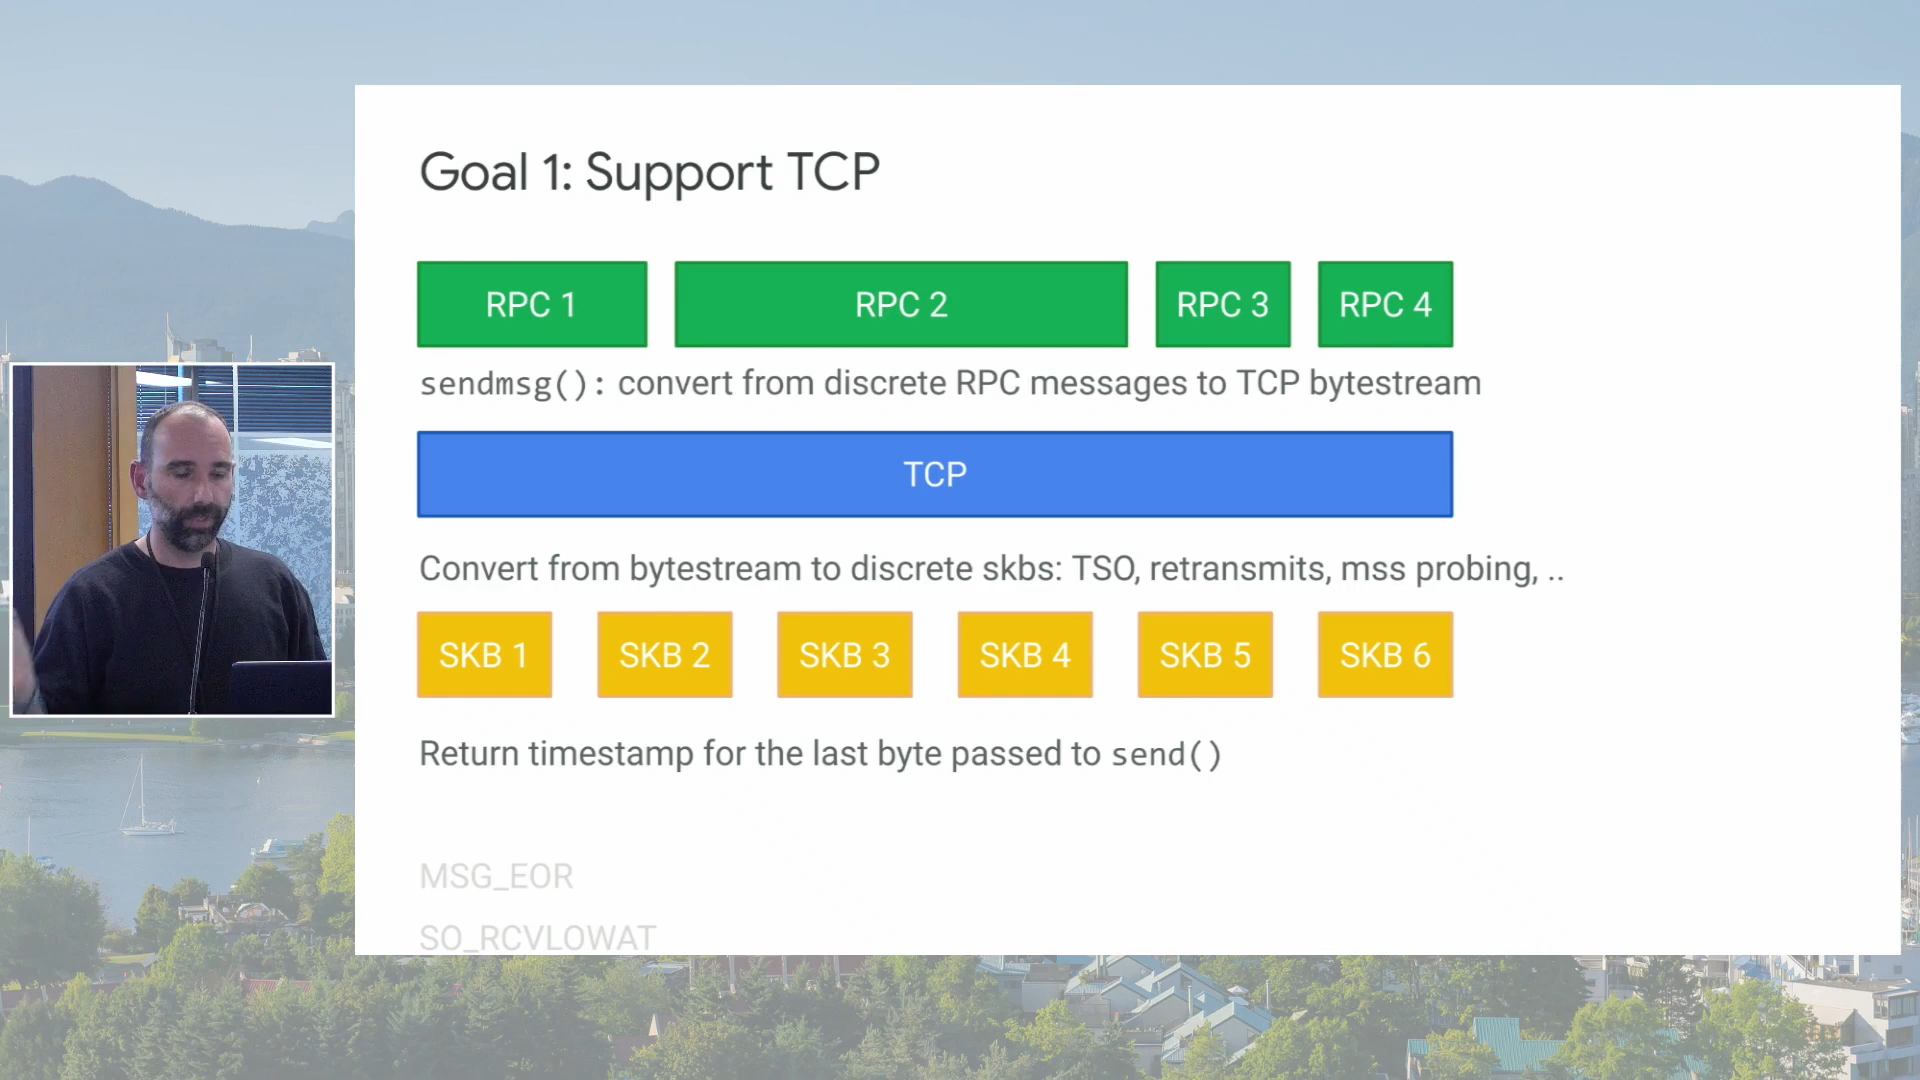 Goal 1: Support TCP
RPC 1 RPC 2 RPC 3 RPC 4
sendmsg(): convert from discrete RPC messages to TCP bytestream
TCP
Convert from bytestream to discrete skbs: TSO, retransmits, mss probing, ..
SKB 1 SKB 2 SKB 3 SKB 4 SKB 5 SKB 6
Return timestamp for the last byte passed to send()
MSG_EOR
SO_RCVLOWAT